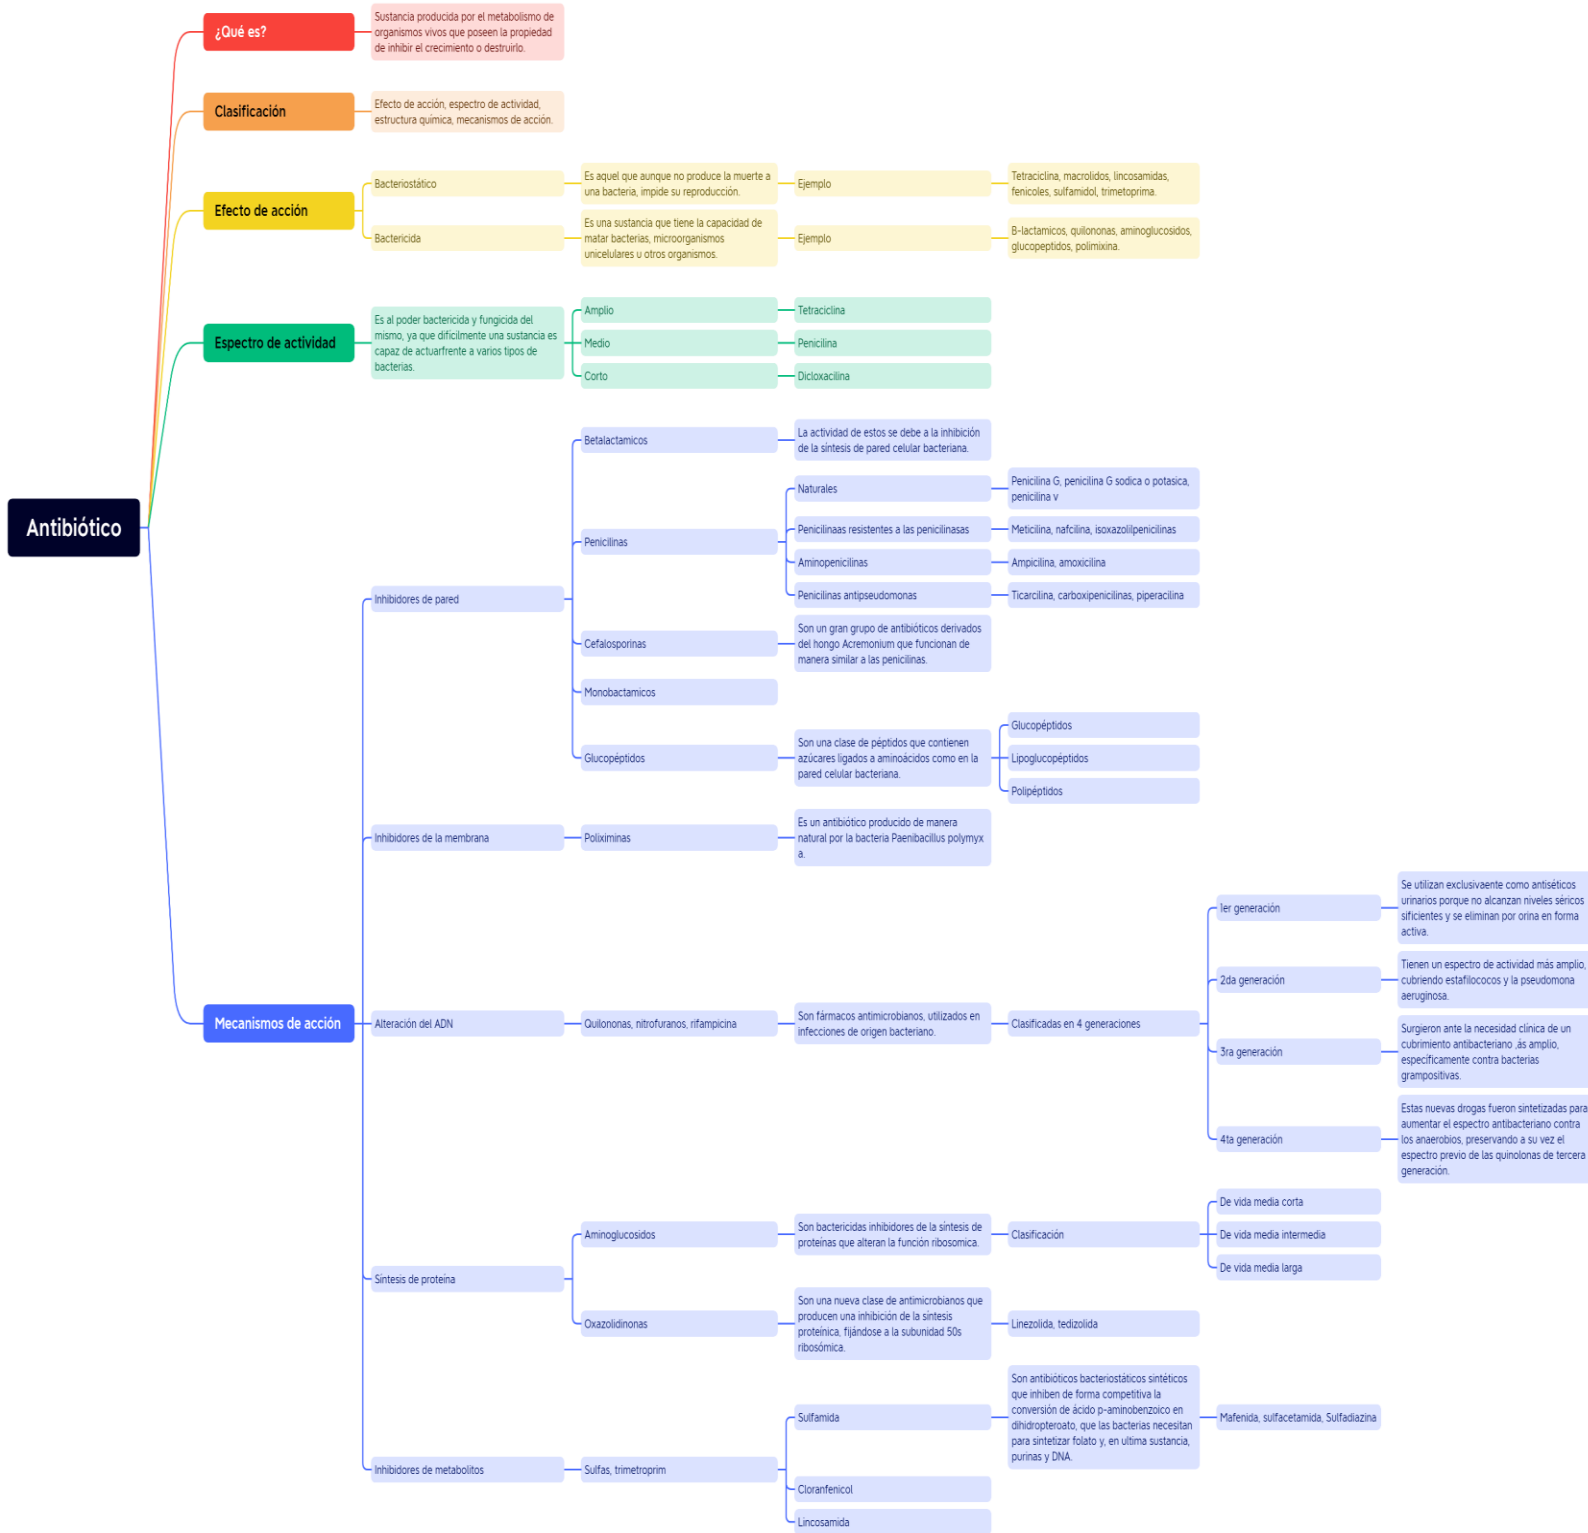 ¿Qué es?
Sustancia producida por el metabolismo de
organismos vivos que poseen la propiedad
de inhibir el crecimiento o destruirlo.
Clasificación
Efecto de acción, espectro de actividad,
estructura química, mecanismos de acción.
Efecto de acción
Bacteriostático
Es aquel que aunque no produce la muerte a
una bacteria, impide su reproducción.
Ejemplo
Tetraciclina, macrolidos, lincosamidas,
fenicoles, sulfamidol, trimetoprima.
Bactericida
Es una sustancia que tiene la capacidad de
matar bacterias, microorganismos
unicelulares u otros organismos.
Ejemplo
B-lactamicos, quilononas, aminoglucosidos,
glucopeptidos, polimixina.
Espectro de actividad
Es al poder bactericida y fungicida del
mismo, ya que difícilmente una sustancia es
capaz de actuarfrente a varios tipos de
bacterias.
Amplio
Tetraciclina
Medio
Penicilina
Corto
Dicloxacilina
Antibiótico
Mecanismos de acción
Inhibidores de pared
Betalactamicos
La actividad de estos se debe a la inhibición
de la síntesis de pared celular bacteriana.
Penicilinas
Naturales
Penicilina G, penicilina G sodica o potasica,
penicilina v
Penicilinaas resistentes a las penicilinasas
Meticilina, nafcilina, isoxazolilpenicilinas
Aminopenicilinas
Ampicilina, amoxicilina
Penicilinas antipseudomonas
Ticarcilina, carboxipenicilinas, piperacilina
Cefalosporinas
Son un gran grupo de antibióticos derivados
del hongo Acremonium que funcionan de
manera similar a las penicilinas.
Monobactamicos
Glucopéptidos
Son una clase de péptidos que contienen
azúcares ligados a aminoácidos como en la
pared celular bacteriana.
Glucopéptidos
Lipoglucopéptidos
Polipéptidos
Inhibidores de la membrana
Poliximinas
Es un antibiótico producido de manera
natural por la bacteria Paenibacillus polymyx
a.
Alteración del ADN
Quilononas, nitrofuranos, rifampicina
Son fármacos antimicrobianos, utilizados en
infecciones de origen bacteriano.
Clasificadas en 4 generaciones
1er generación
Se utilizan exclusivaente como antiséticos
urinarios porque no alcanzan niveles séricos
sificientes y se eliminan por orina en forma
activa.
2da generación
Tienen un espectro de actividad más amplio,
cubriendo estafilococos y la pseudomona
aeruginosa.
3ra generación
Surgieron ante la necesidad clínica de un
cubrimiento antibacteriano ,ás amplio,
específicamente contra bacterias
grampositivas.
4ta generación
Estas nuevas drogas fueron sintetizadas para
aumentar el espectro antibacteriano contra
los anaerobios, preservando a su vez el
espectro previo de las quinolonas de tercera
generación.
Síntesis de proteína
Aminoglucosidos
Son bactericidas inhibidores de la síntesis de
proteínas que alteran la función ribosomica.
Clasificación
De vida media corta
De vida media intermedia
De vida media larga
Oxazolidinonas
Son una nueva clase de antimicrobianos que
producen una inhibición de la síntesis
proteínica, fijándose a la subunidad 50s
ribosómica.
Linezolida, tedizolida
Inhibidores de metabolitos
Sulfas, trimetroprim
Sulfamida
Son antibióticos bacteriostáticos sintéticos
que inhiben de forma competitiva la
conversión de ácido p-aminobenzoico en
dihidropteroato, que las bacterias necesitan
para sintetizar folato y, en ultima sustancia,
purinas y DNA.
Mafenida, sulfacetamida, Sulfadiazina
Cloranfenicol
Lincosamida